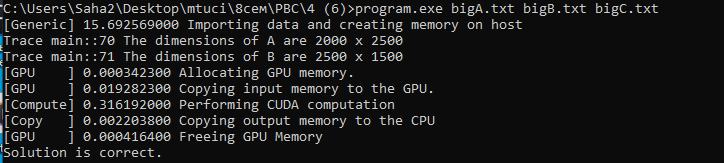 C:\Users\Saha2\Desktop\mtuci\8сем\РВС\4 (6)>program.exe bigA.txt bigB.txt bigC.txt
[Generic] 15.692569000 Importing data and creating memory on host
Trace main::70 The dimensions of A are 2000 x 2500
Trace main::71 The dimensions of B are 2500 x 1500
[GPU    ] 0.000342300 Allocating GPU memory.
[GPU    ] 0.019282300 Copying input memory to the GPU.
[Compute] 0.316192000 Performing CUDA computation
[Copy   ] 0.002203800 Copying output memory to the CPU
[GPU    ] 0.000416400 Freeing GPU Memory
Solution is correct.